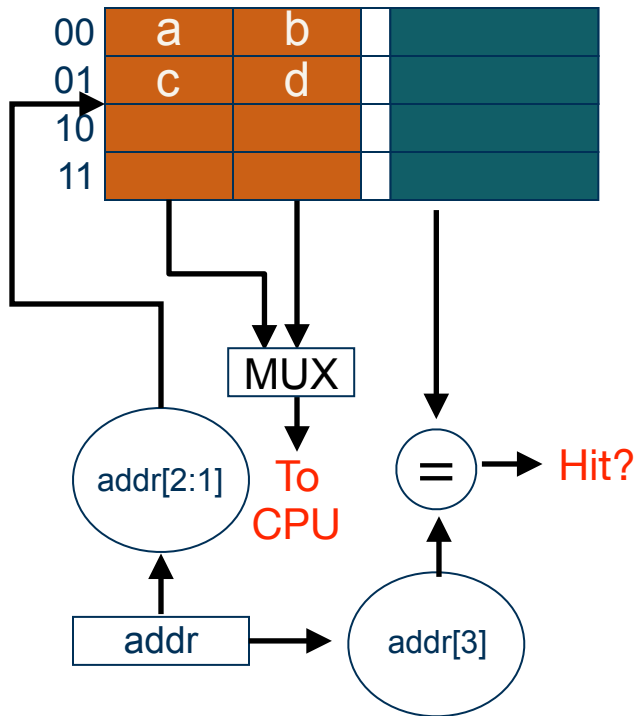 00 a b
01 c d
10
11
MUX
addr[2:1]
To
CPU
=
Hit?
addr
addr[3]